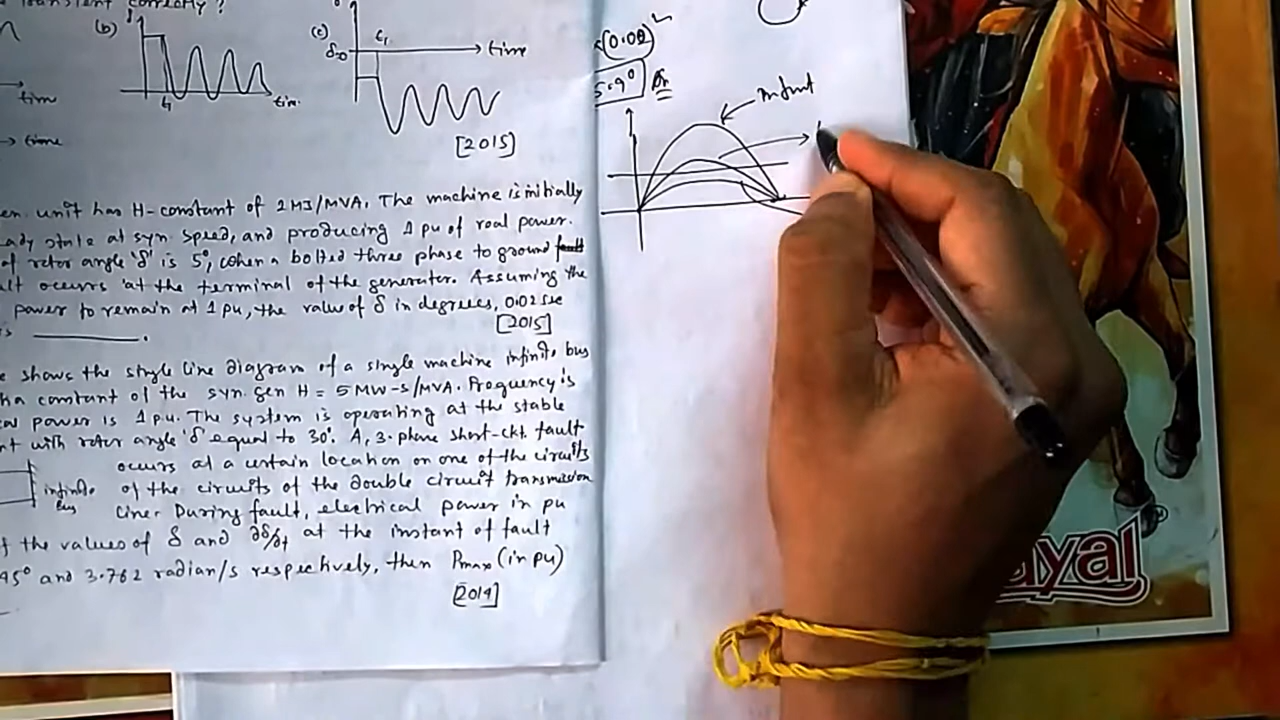 transient correctly?
(b)
(c)
t1
δ0
time
time
t1
tim.
time
[2015]
unit has H-constant of 2MJ/MVA. The machine is initially
state at syn. speed, and producing 1 pu of real power.
of rotor angle 'δ' is 5°, when a bolted three phase to ground fault
occurs at the terminal of the generator. Assuming the
power to remain at 1 pu, the value of δ in degrees, 0.02 sec
[2015]
shows the single line diagram of a single machine infinite bus
constant of the syn. gen H = 5 MW-s/MVA. Frequency is
power is 1 pu. The system is operating at the stable
with rotor angle 'δ' equal to 30°. A, 3-phase short-ckt. fault
occurs at a certain location on one of the circuits
infinite
bus
of the circuits of the double circuit transmission
line. During fault, electrical power in pu
the values of δ and ∂δ/∂t at the instant of fault
45° and 3.762 radian/s respectively, then Pmax (in pu)
[2014]
(0.02)²
5.9°
ayal